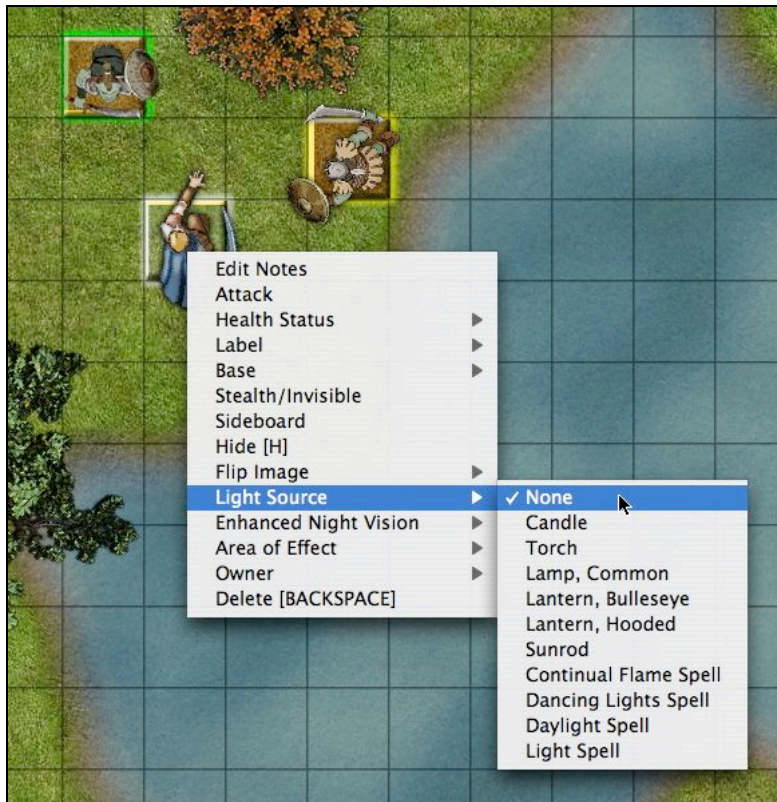 Edit Notes
Attack
Health Status
Label
Base
Stealth/Invisible
Sideboard
Hide [H]
Flip Image
Light Source
Enhanced Night Vision
Area of Effect
Owner
Delete [BACKSPACE]
None
Candle
Torch
Lamp, Common
Lantern, Bulleseye
Lantern, Hooded
Sunrod
Continual Flame Spell
Dancing Lights Spell
Daylight Spell
Light Spell